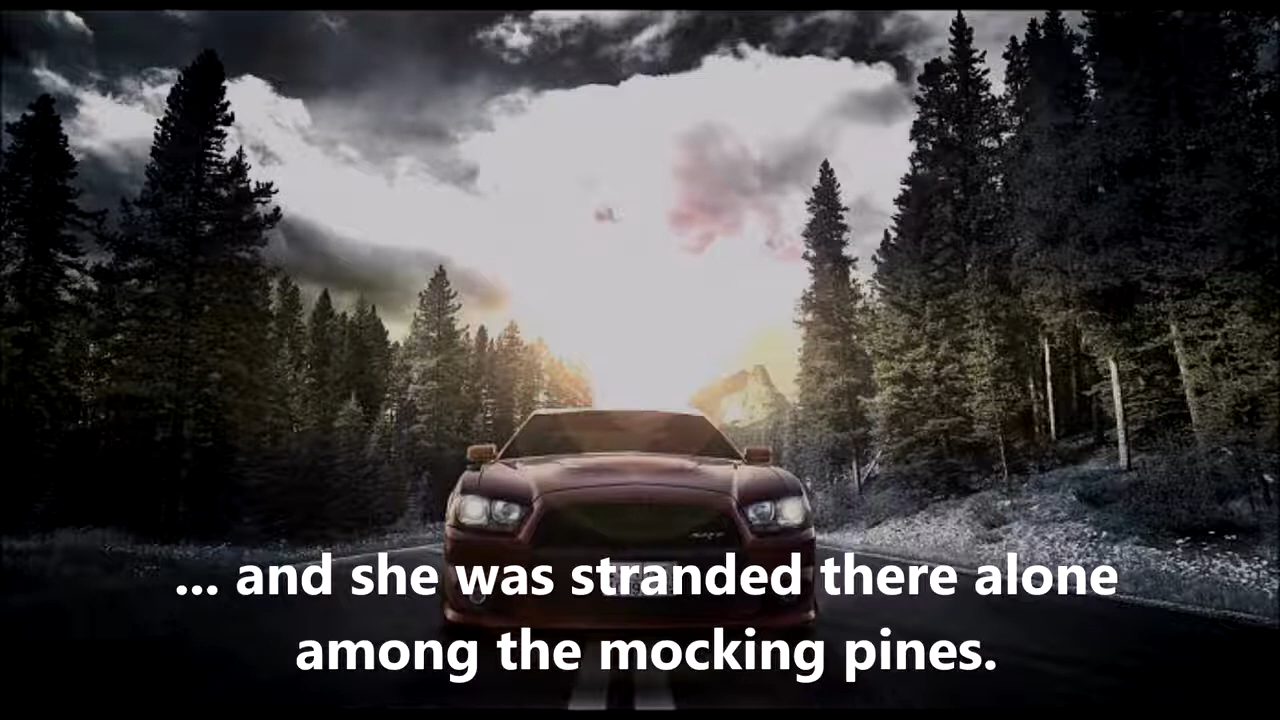 ... and she was stranded there alone
among the mocking pines.